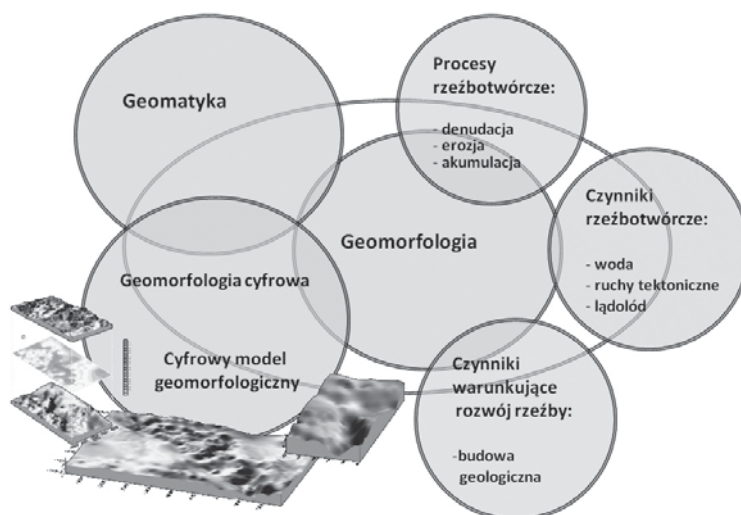 Geomatyka
Procesy
rzeźbotwórcze:
- denudacja
- erozja
- akumulacja
Geomorfologia
Czynniki
rzeźbotwórcze:
- woda
- ruchy tektoniczne
- lądolód
Geomorfologia cyfrowa
Cyfrowy model
geomorfologiczny
Czynniki
warunkujące
rozwój rzeźby:
-budowa
geologiczna